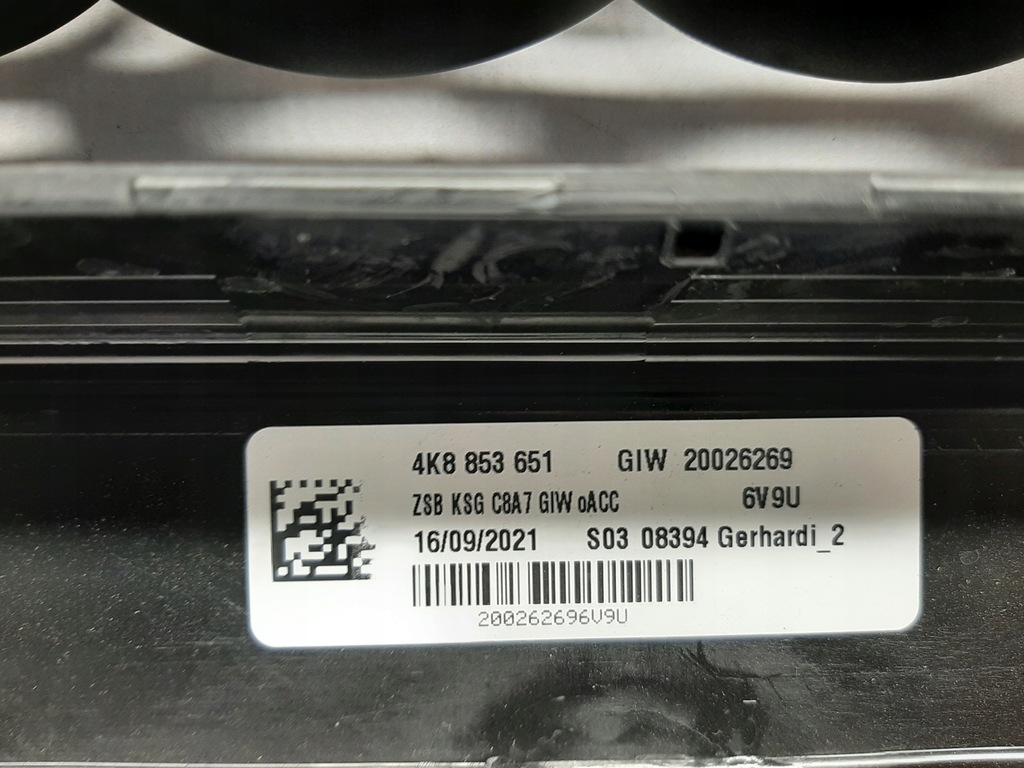 4K8 853 651 GIW 20026269
ZSB KSG C8A7 GIW oACC 6V9U
16/09/2021 S03 08394 Gerhardi_2
200262696V9U